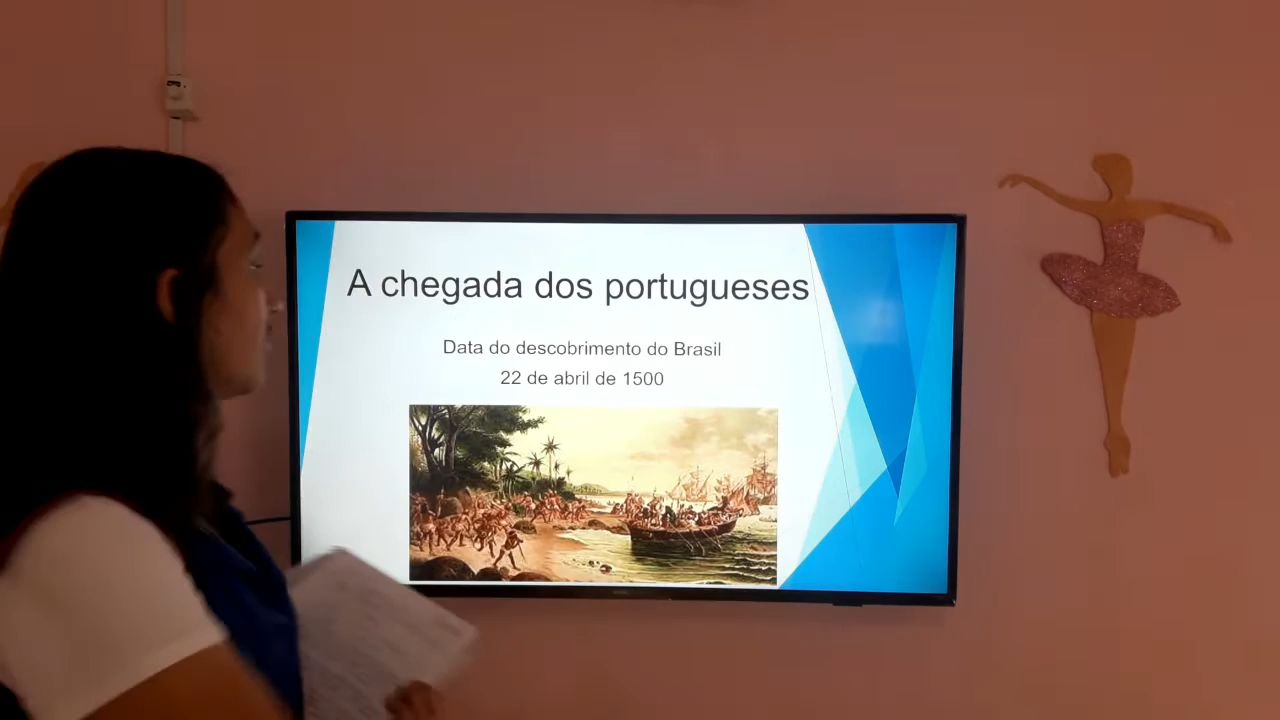 A chegada dos portugueses
Data do descobrimento do Brasil
22 de abril de 1500